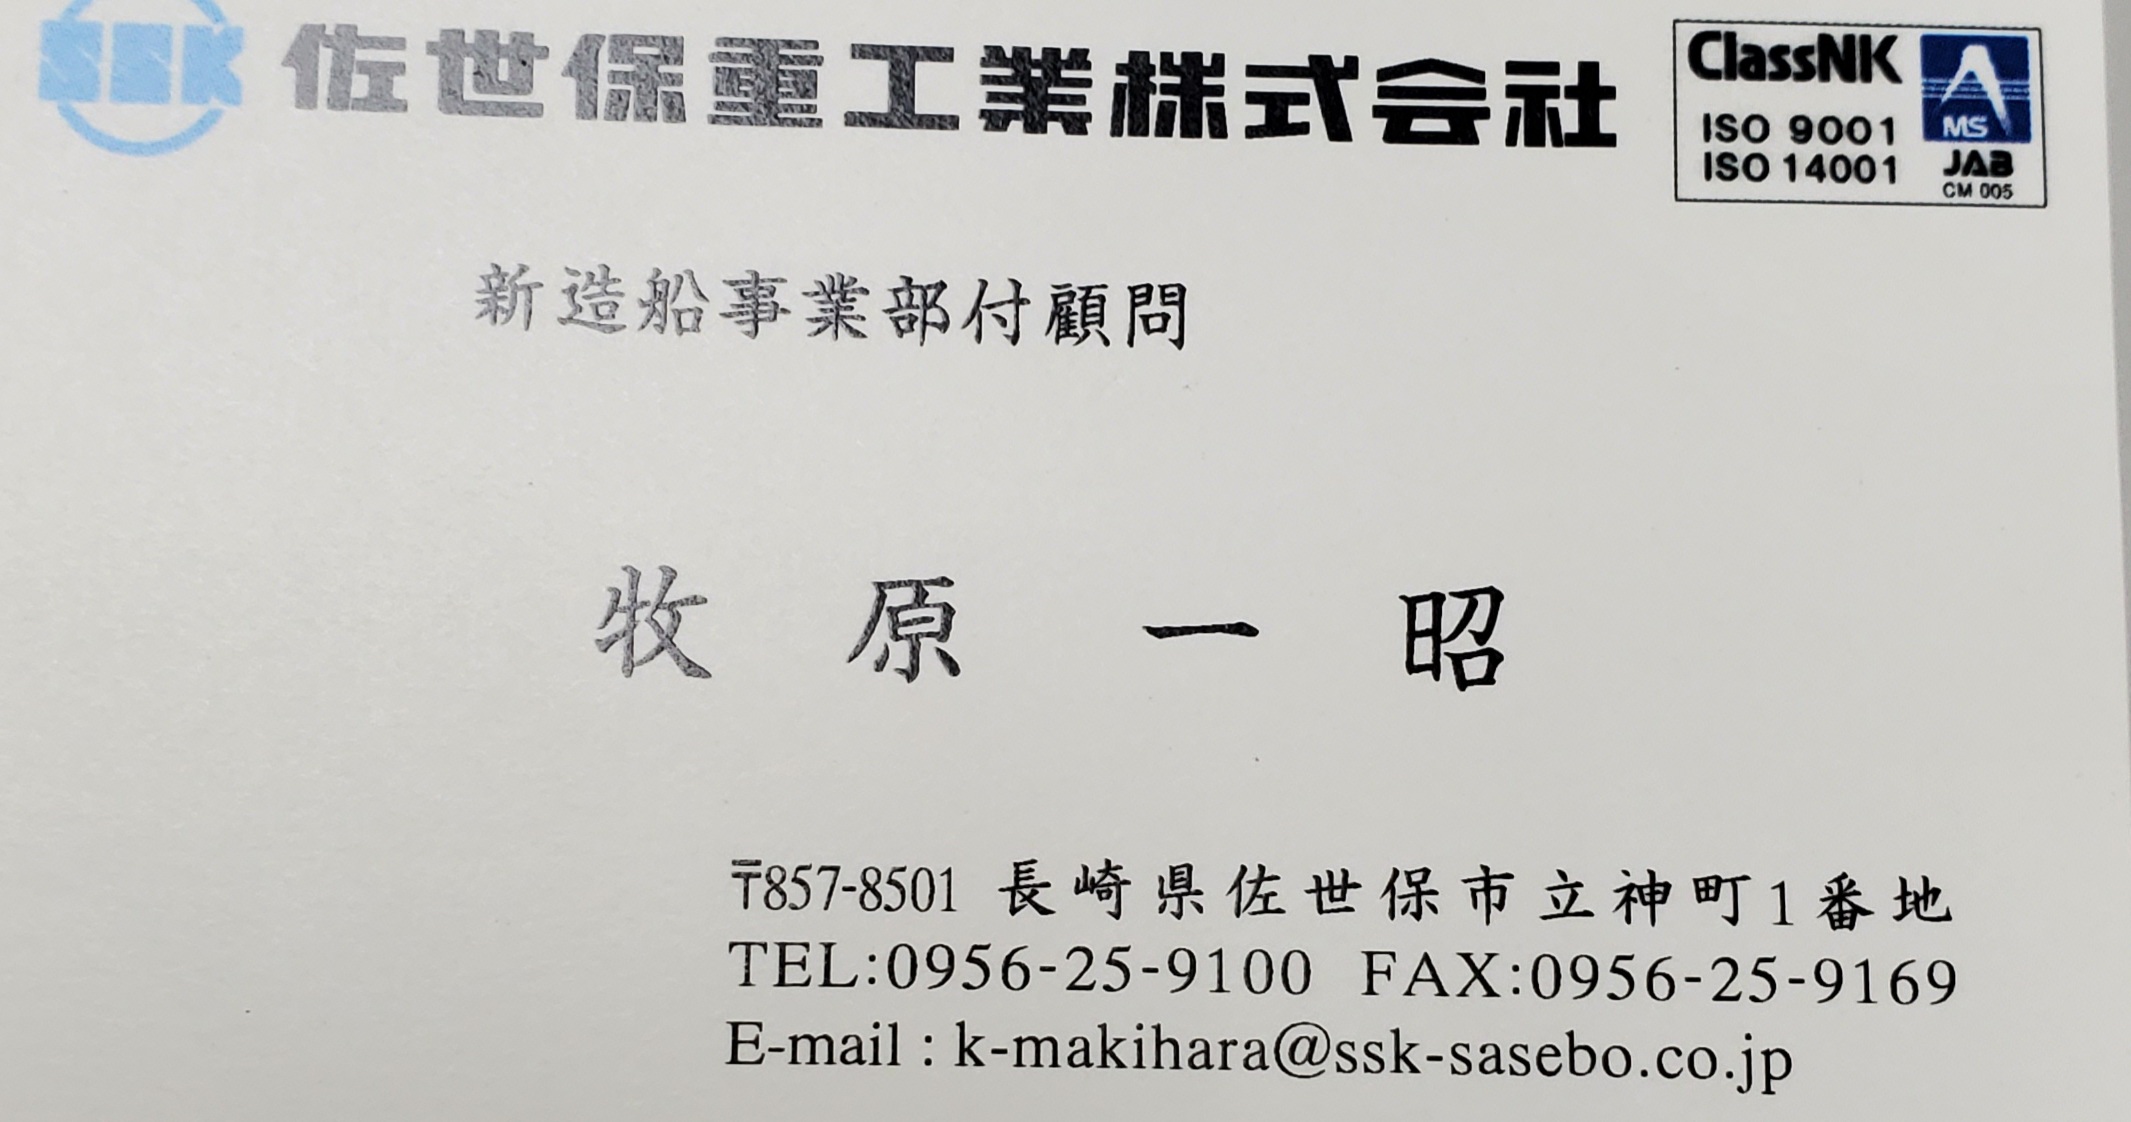 SSK 佐世保重工業株式会社
ClassNK
ISO 9001
ISO 14001
MS
JAB
CM 005
新造船事業部付顧問
牧原一昭
〒857-8501 長崎県佐世保市立神町1番地
TEL:0956-25-9100 FAX:0956-25-9169
E-mail : k-makihara@ssk-sasebo.co.jp